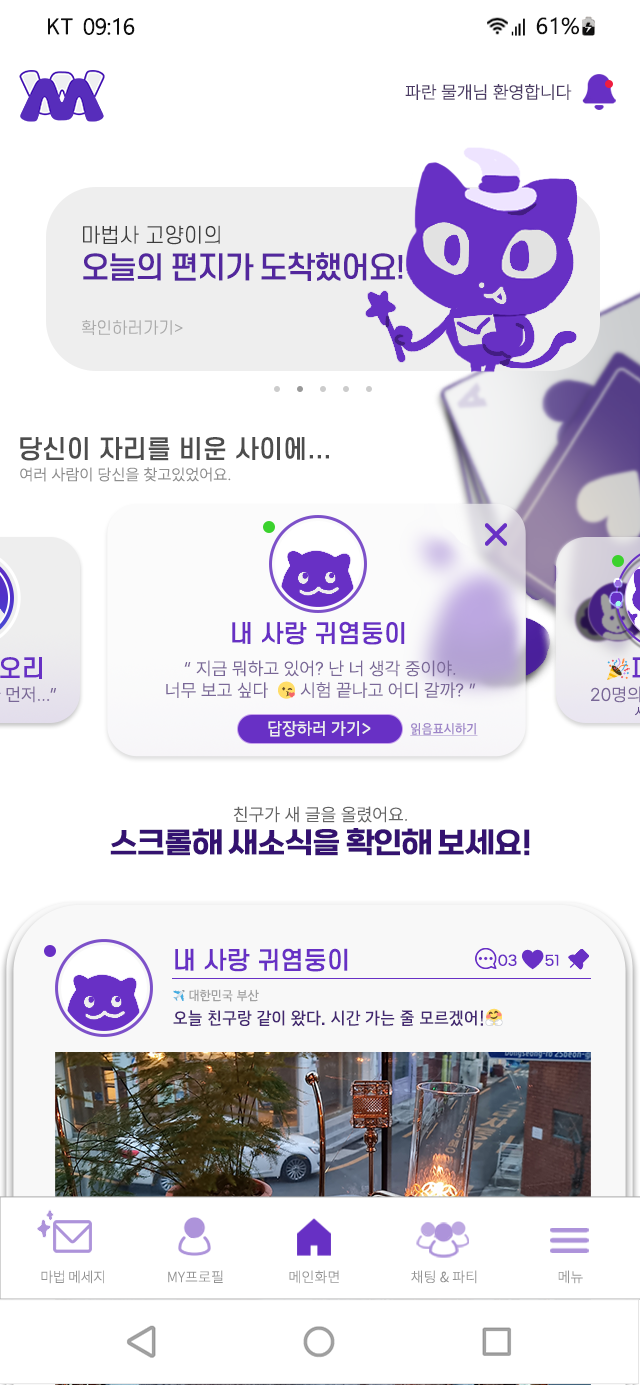 KT 09:16
61%
파란 물개님 환영합니다
마법사 고양이의
오늘의 편지가 도착했어요!
확인하러가기>
당신이 자리를 비운 사이에...
여러 사람이 당신을 찾고있었어요.
오리
먼저...”
내 사랑 귀염둥이
“ 지금 뭐하고 있어? 난 너 생각 중이야.
너무 보고 싶다 😘 시험 끝나고 어디 갈까? ”
답장하러 가기>
읽음표시하기
20명의
친구가 새 글을 올렸어요.
스크롤해 새소식을 확인해 보세요!
내 사랑 귀염둥이
03 51
✈️ 대한민국 부산
오늘 친구랑 같이 왔다. 시간 가는 줄 모르겠어!🤗
마법 메세지
MY프로필
메인화면
채팅 & 파티
메뉴